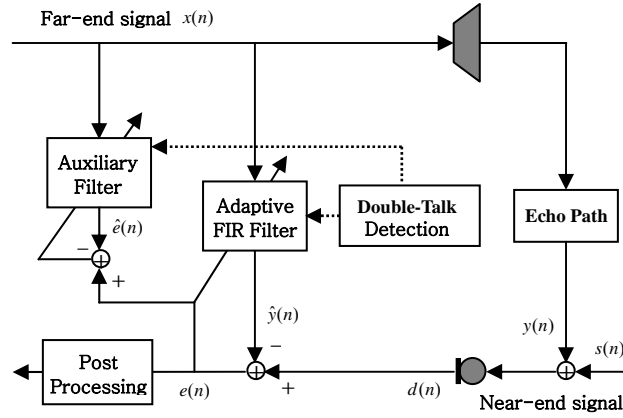 Far-end signal x(n)
Auxiliary
Filter
Adaptive
FIR Filter
Double-Talk
Detection
Echo Path
ê(n)
−
+
ŷ(n)
−
y(n)
s(n)
Post
Processing
e(n)
+
d(n)
Near-end signal